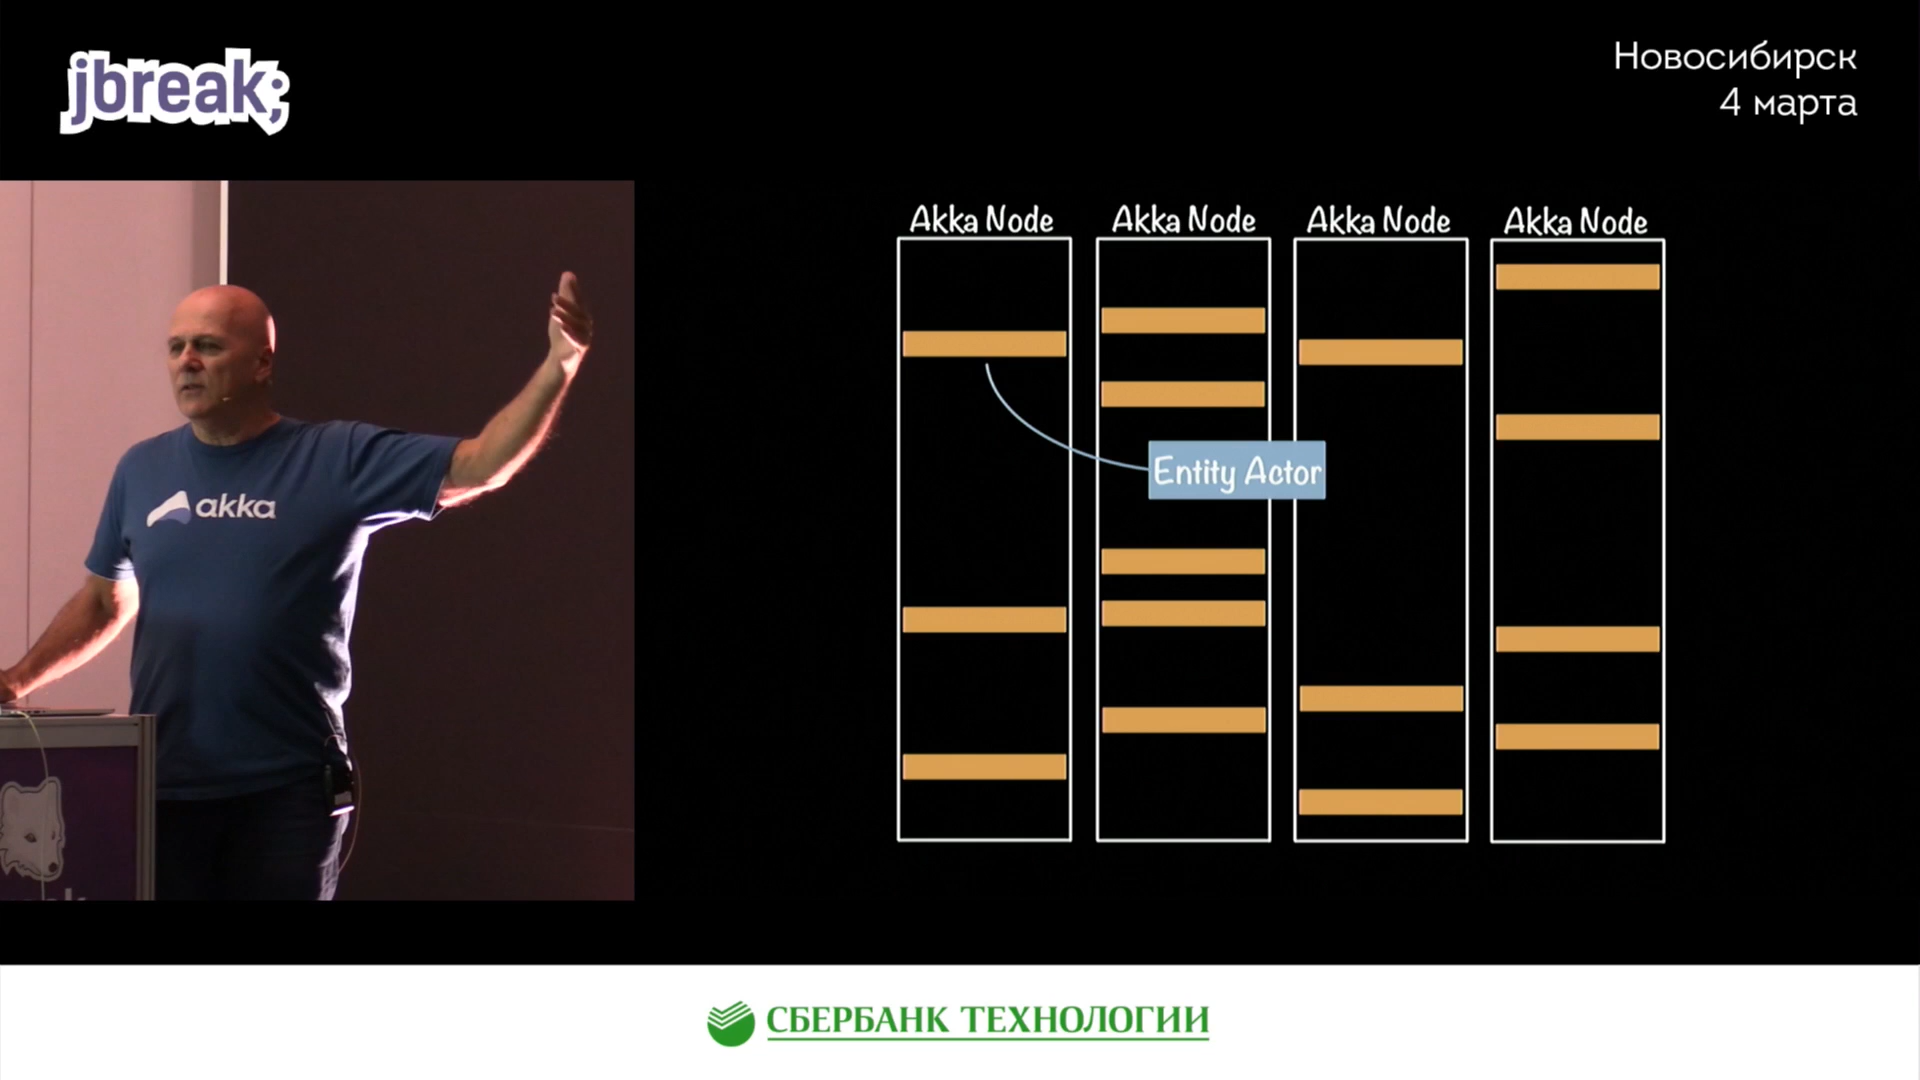 jbreak;
Новосибирск
4 марта
akka
Akka Node
Akka Node
Akka Node
Akka Node
Entity Actor
СБЕРБАНК ТЕХНОЛОГИИ